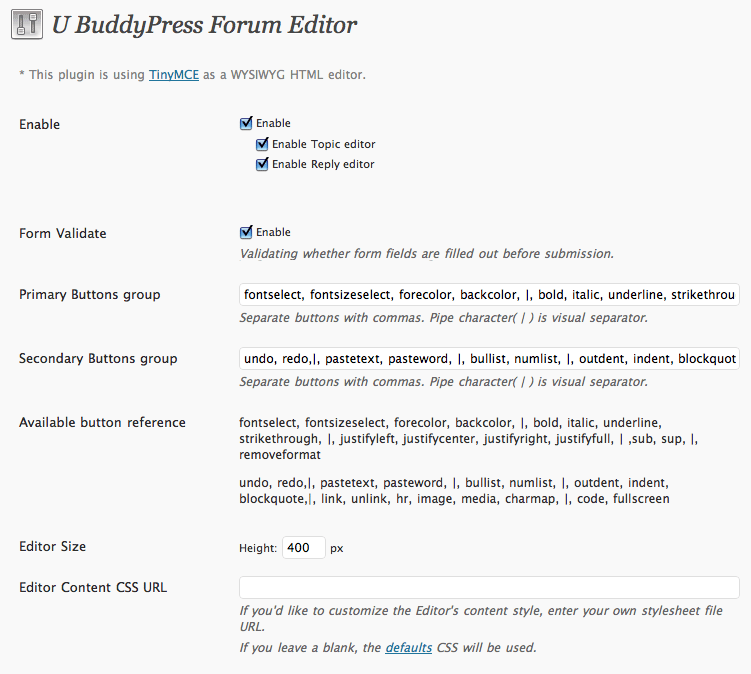 U BuddyPress Forum Editor
* This plugin is using TinyMCE as a WYSIWYG HTML editor.
Enable
Enable
Enable Topic editor
Enable Reply editor
Form Validate
Enable
Validating whether form fields are filled out before submission.
Primary Buttons group
fontselect, fontsizeselect, forecolor, backcolor, |, bold, italic, underline, strikethrou
Separate buttons with commas. Pipe character( | ) is visual separator.
Secondary Buttons group
undo, redo,|, pastetext, pasteword, |, bullist, numlist, |, outdent, indent, blockquot
Separate buttons with commas. Pipe character( | ) is visual separator.
Available button reference
fontselect, fontsizeselect, forecolor, backcolor, |, bold, italic, underline,
strikethrough, |, justifyleft, justifycenter, justifyright, justifyfull, | ,sub, sup, |,
removeformat
undo, redo,|, pastetext, pasteword, |, bullist, numlist, |, outdent, indent,
blockquote,|, link, unlink, hr, image, media, charmap, |, code, fullscreen
Editor Size
Height: 400 px
Editor Content CSS URL
If you'd like to customize the Editor's content style, enter your own stylesheet file
URL.
If you leave a blank, the defaults CSS will be used.